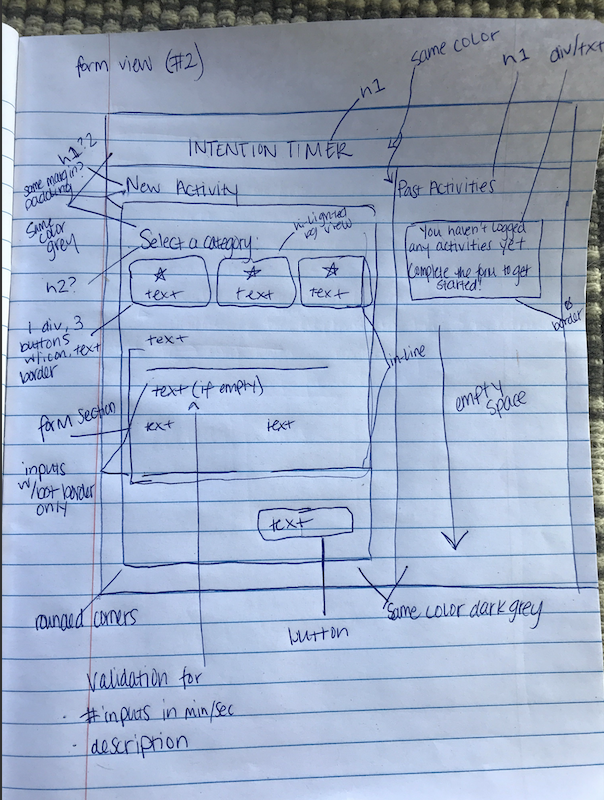 form view (#2)
same color
h1
div/txt
h1
INTENTION TIMER
h1?2
same margin>
padding
New Activity
Past Activities
same
color
grey
Select a category:
hi-lighted
w/ view
You haven't logged
any activities yet
Complete the form to get
started!
h2?
text
text
text
border
1 div, 3
buttons
w/icon, text
border
text
in-line
text (if empty)
empty
space
form section
text
text
inputs
w/bot border
only
text
rounded corners
same color dark grey
button
validation for
· #inputs in min/sec
· description